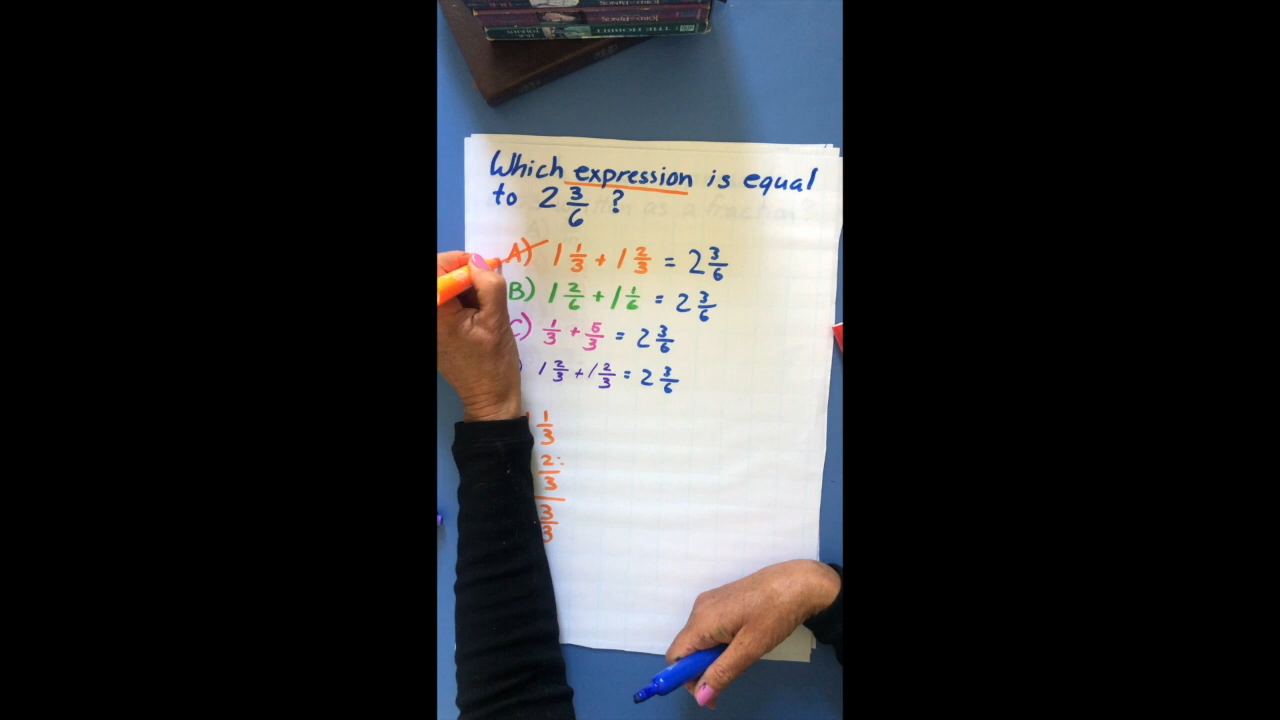 Which expression is equal
to 2 3/6 ?
A) 1 1/3 + 1 2/3 = 2 3/6
B) 1 2/6 + 1 1/6 = 2 3/6
C) 1/3 + 5/3 = 2 3/6
) 1 2/3 + 1 2/3 = 2 3/6
1/3
2/3
3/3
THE HOBBIT